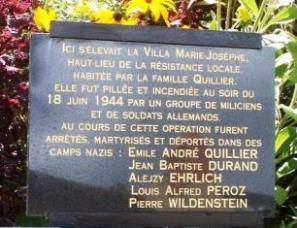 ICI S'ÉLEVAIT LA VILLA MARIE-JOSÈPHE,
HAUT-LIEU DE LA RÉSISTANCE LOCALE,
HABITÉE PAR LA FAMILLE QUILLIER.
ELLE FUT PILLÉE ET INCENDIÉE AU SOIR DU
18 JUIN 1944 PAR UN GROUPE DE MILICIENS
ET DE SOLDATS ALLEMANDS.
AU COURS DE CETTE OPERATION FURENT
ARRÊTÉS, MARTYRISÉS ET DÉPORTÉS DANS DES
CAMPS NAZIS : EMILE ANDRÉ QUILLIER
JEAN BAPTISTE DURAND
ALEJZY EHRLICH
LOUIS ALFRED PEROZ
PIERRE WILDENSTEIN